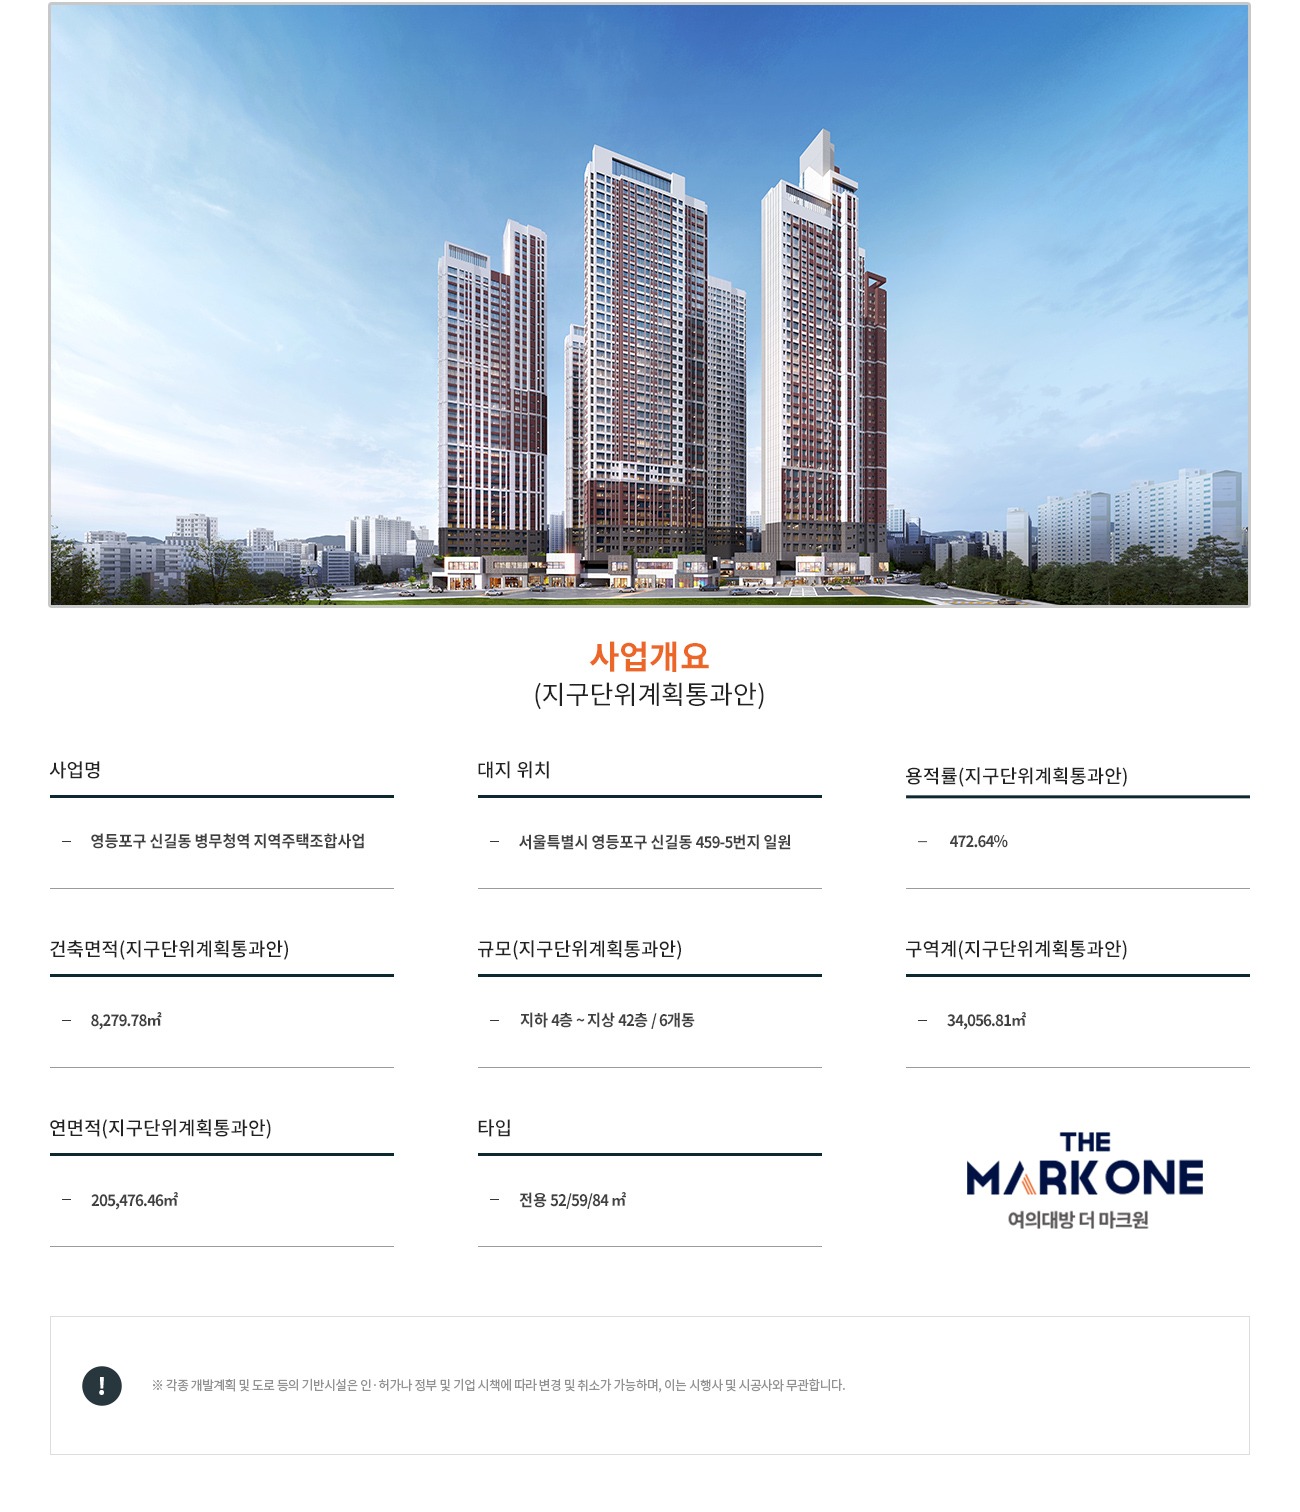 사업개요
(지구단위계획통과안)
사업명
– 영등포구 신길동 병무청역 지역주택조합사업
대지 위치
– 서울특별시 영등포구 신길동 459-5번지 일원
용적률(지구단위계획통과안)
– 472.64%
건축면적(지구단위계획통과안)
– 8,279.78㎡
규모(지구단위계획통과안)
– 지하 4층 ~ 지상 42층 / 6개동
구역계(지구단위계획통과안)
– 34,056.81㎡
연면적(지구단위계획통과안)
– 205,476.46㎡
타입
– 전용 52/59/84 ㎡
THE
MARK ONE
여의대방 더 마크원
! ※ 각종 개발계획 및 도로 등의 기반시설은 인·허가나 정부 및 기업 시책에 따라 변경 및 취소가 가능하며, 이는 시행사 및 시공사와 무관합니다.